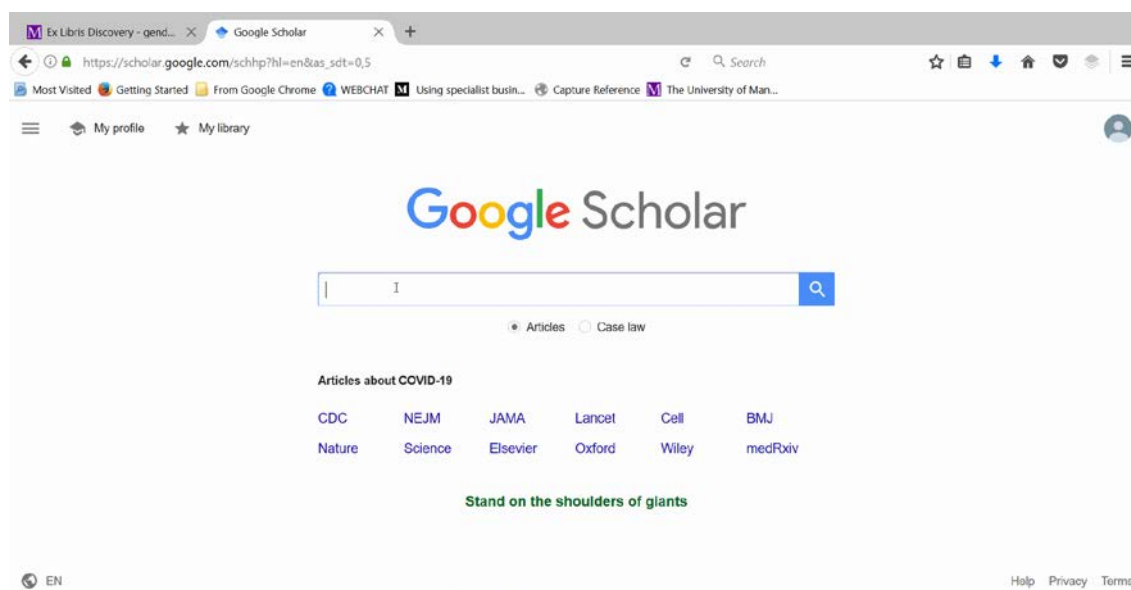 Ex Libris Discovery - gend...
Google Scholar
https://scholar.google.com/schhp?hl=en&as_sdt=0,5
Search
Most Visited Getting Started From Google Chrome WEBCHAT M Using specialist busin... Capture Reference M The University of Man...
My profile My library
Google Scholar
Articles Case law
Articles about COVID-19
CDC NEJM JAMA Lancet Cell BMJ
Nature Science Elsevier Oxford Wiley medRxiv
Stand on the shoulders of giants
EN Help Privacy Terms